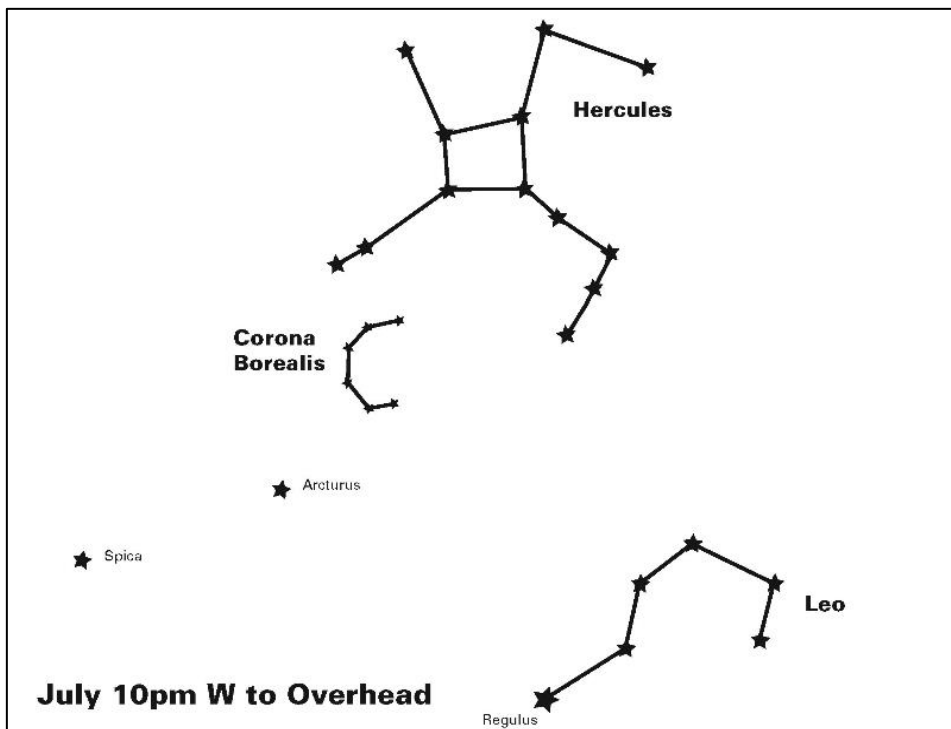 Hercules
Corona
Borealis
Arcturus
Spica
Leo
July 10pm W to Overhead
Regulus